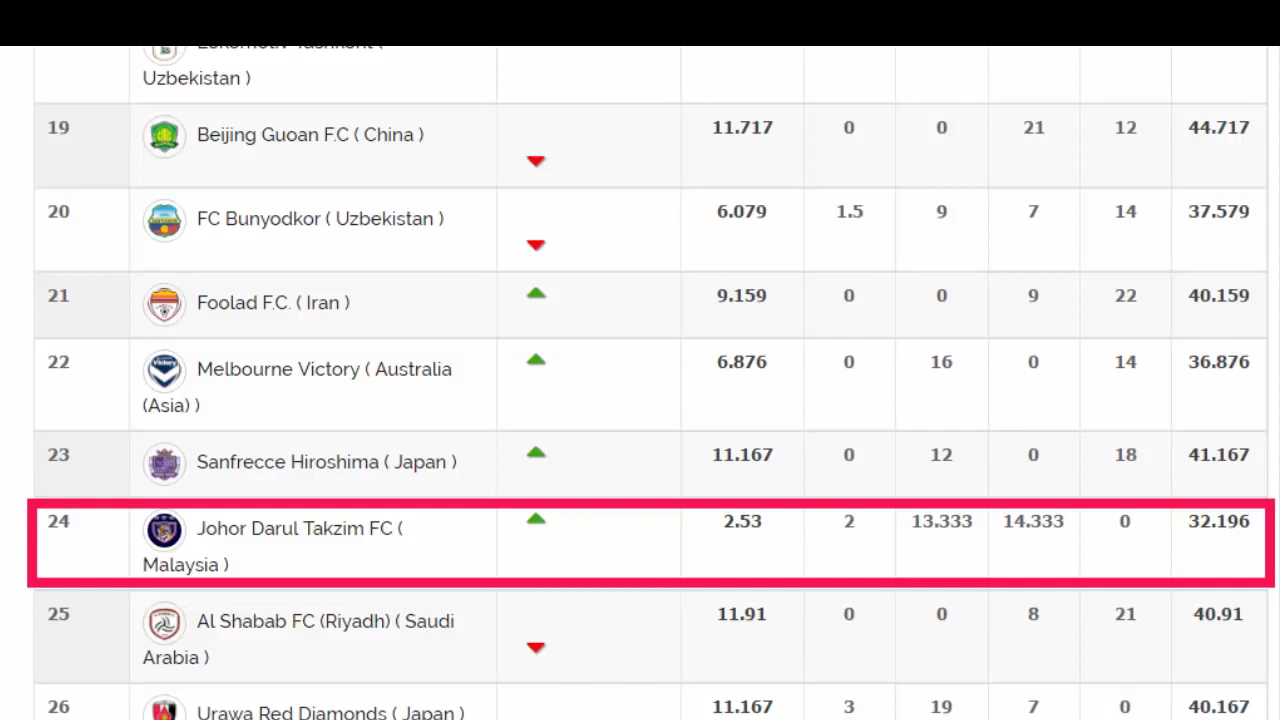 Uzbekistan )
19 Beijing Guoan F.C ( China ) 11.717 0 0 21 12 44.717
20 FC Bunyodkor ( Uzbekistan ) 6.079 1.5 9 7 14 37.579
21 Foolad F.C. ( Iran ) 9.159 0 0 9 22 40.159
22 Melbourne Victory ( Australia 6.876 0 16 0 14 36.876
(Asia) )
23 Sanfrecce Hiroshima ( Japan ) 11.167 0 12 0 18 41.167
24 Johor Darul Takzim FC ( 2.53 2 13.333 14.333 0 32.196
Malaysia )
25 Al Shabab FC (Riyadh) ( Saudi 11.91 0 0 8 21 40.91
Arabia )
26 Urawa Red Diamonds ( Japan ) 11.167 3 19 7 0 40.167